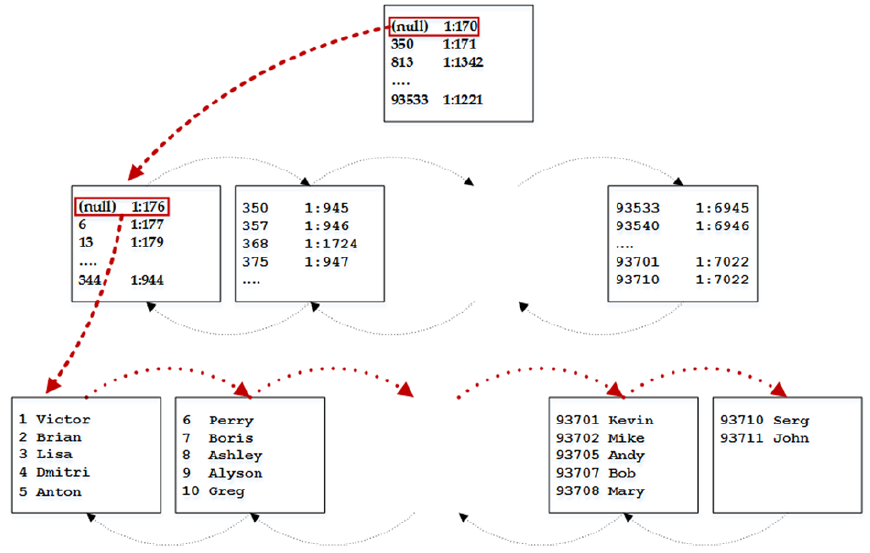 (null) 1:170
350 1:171
813 1:1342
....
93533 1:1221
(null) 1:176
6 1:177
13 1:179
....
344 1:944
350 1:945
357 1:946
368 1:1724
375 1:947
....
93533 1:6945
93540 1:6946
....
93701 1:7022
93710 1:7022
1 Victor
2 Brian
3 Lisa
4 Dmitri
5 Anton
6 Perry
7 Boris
8 Ashley
9 Alyson
10 Greg
93701 Kevin
93702 Mike
93705 Andy
93707 Bob
93708 Mary
93710 Serg
93711 John